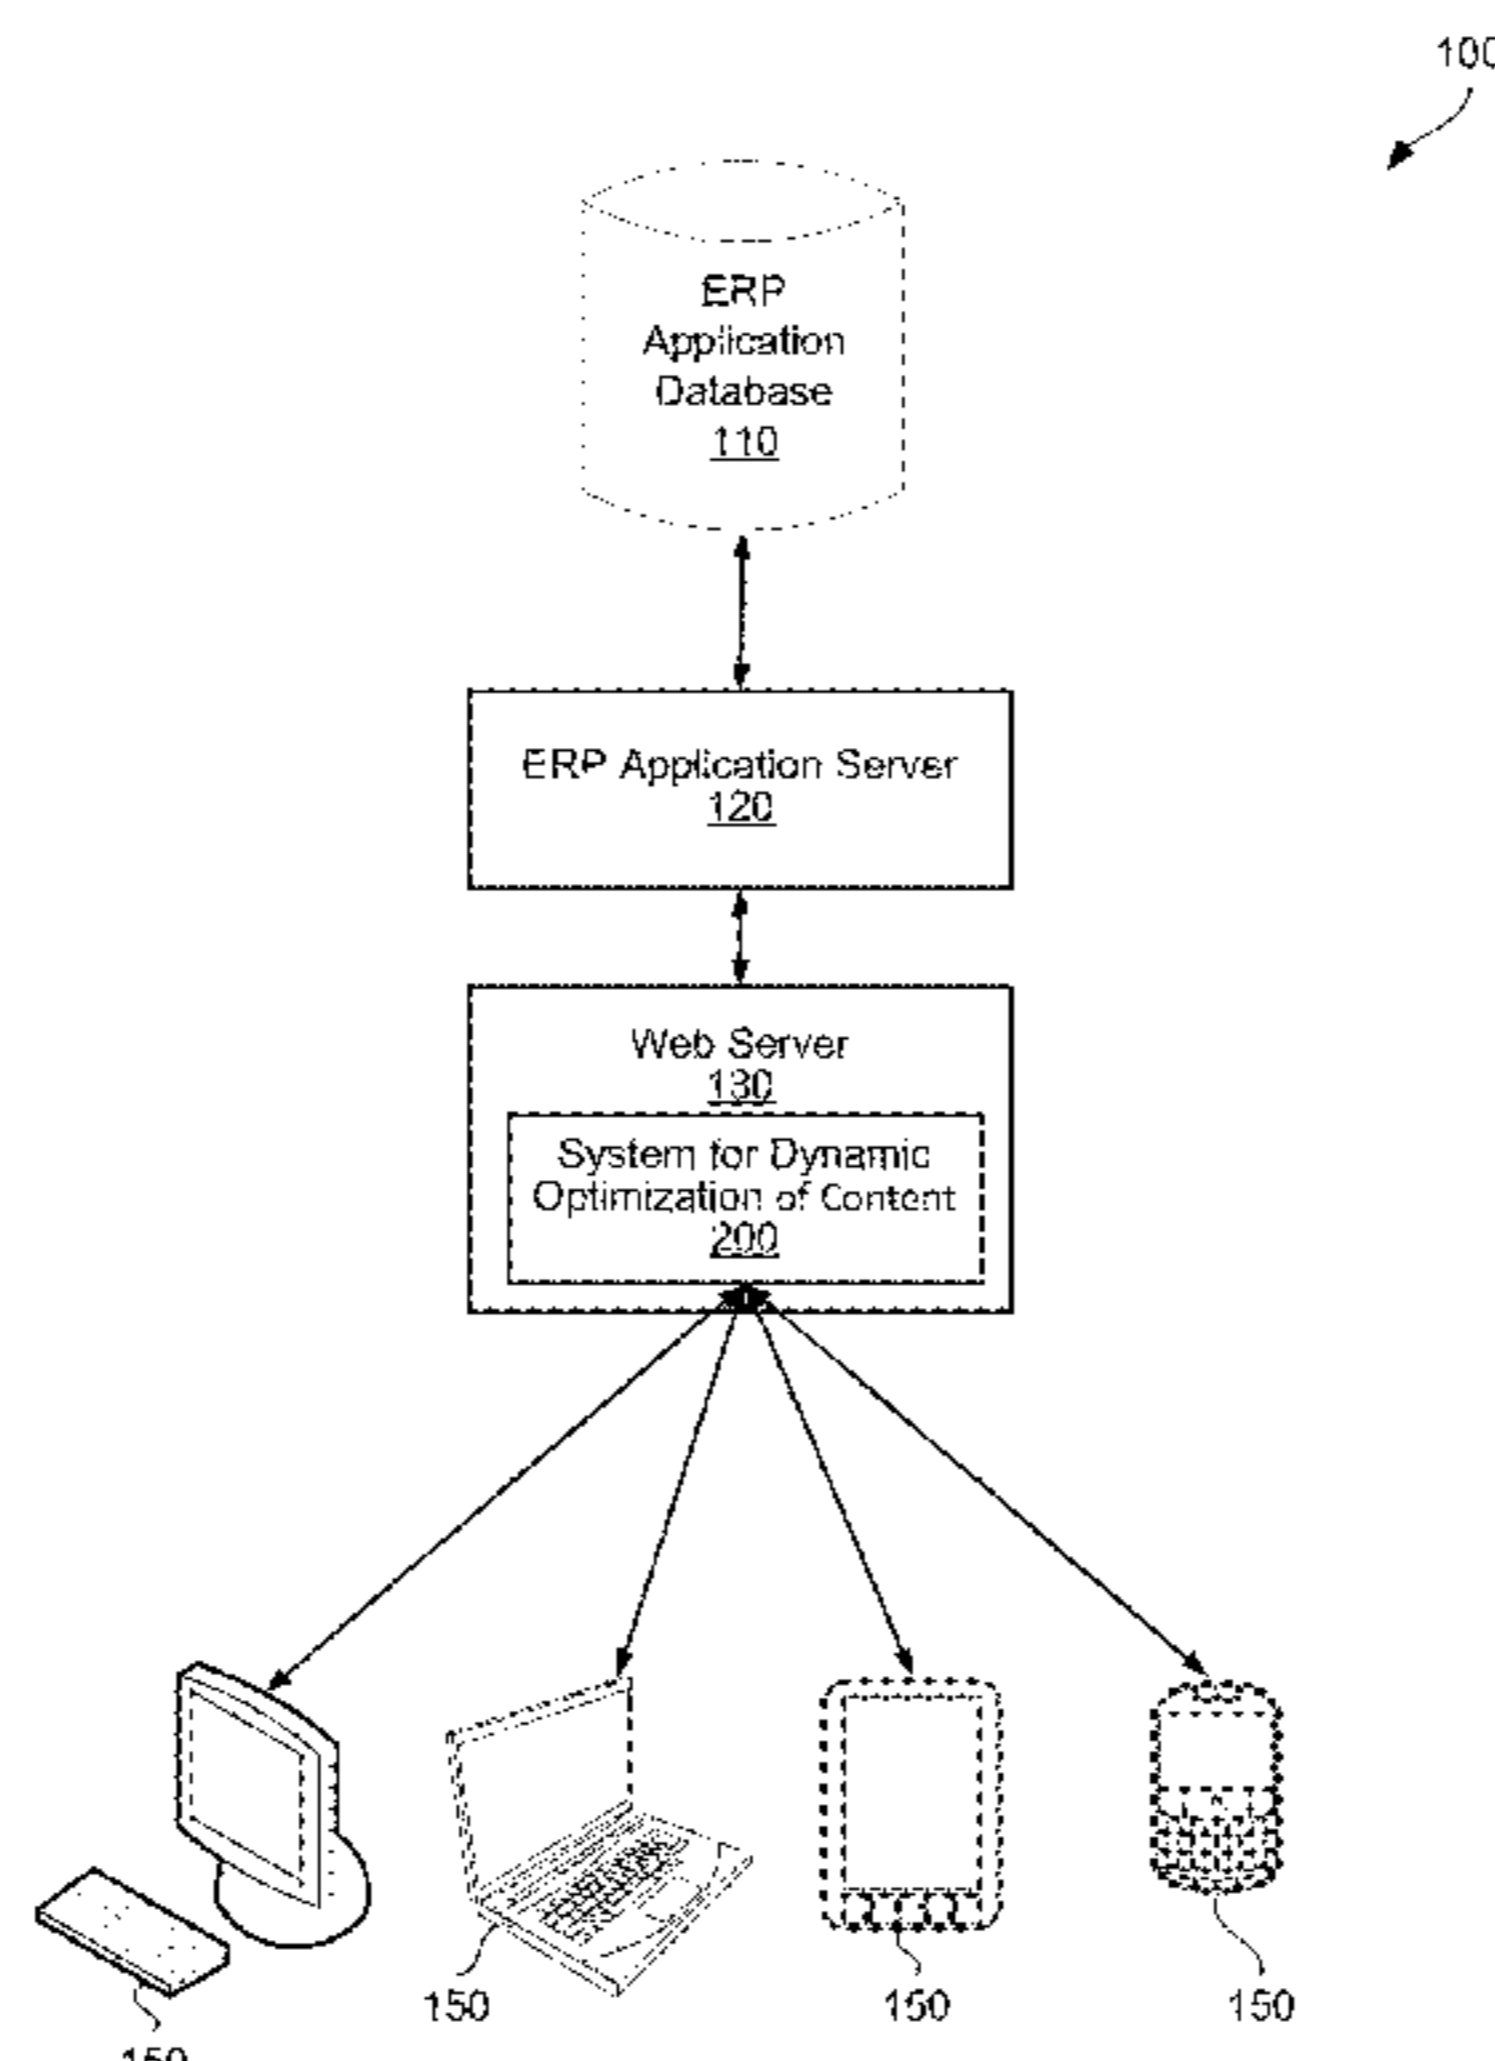 100
ERP
Application
Database
110
ERP Application Server
120
Web Server
130
System for Dynamic
Optimization of Content
200
150
150
150
150